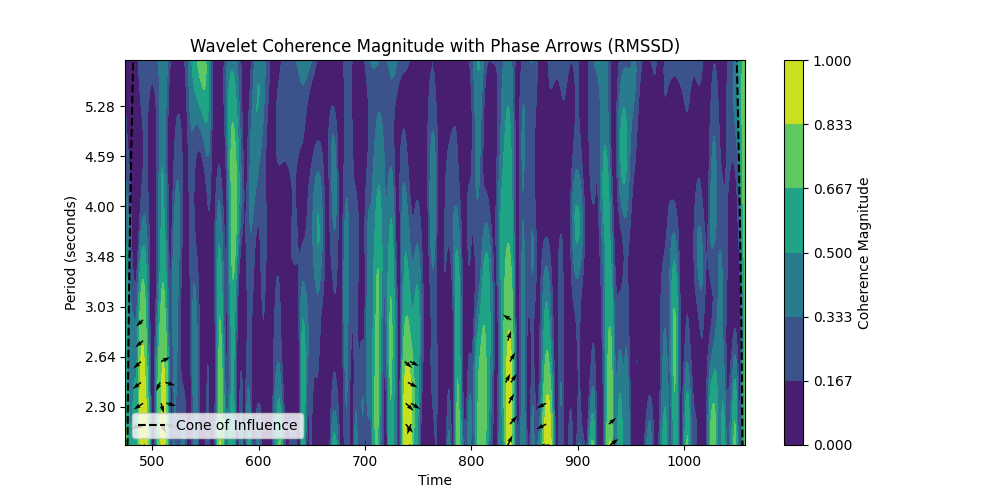 Wavelet Coherence Magnitude with Phase Arrows (RMSSD)
5.28
4.59
4.00
3.48
3.03
2.64
2.30
Period (seconds)
Cone of Influence
500 600 700 800 900 1000
Time
1.000
0.833
0.667
0.500
0.333
0.167
0.000
Coherence Magnitude